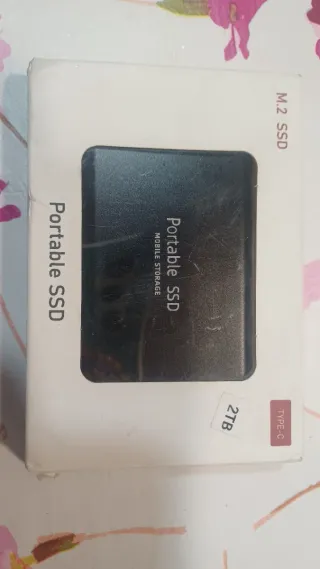 M.2 SSD
Portable SSD
MOBILE STORAGE
Portable SSD
TYPE-C
2TB